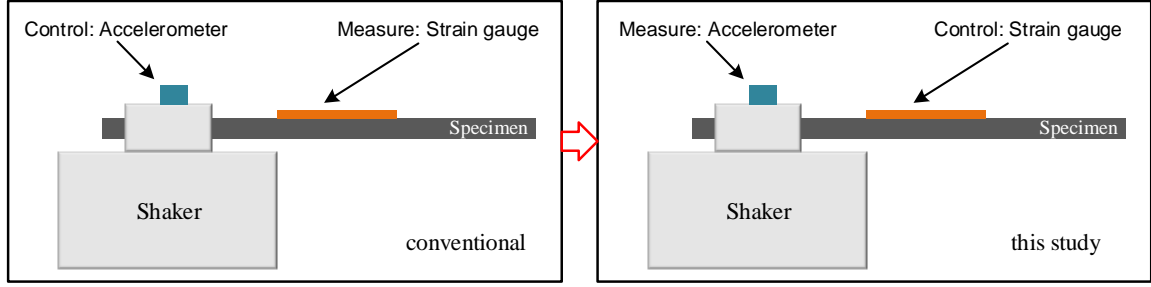 Control: Accelerometer
Measure: Strain gauge
Specimen
Shaker
conventional
Measure: Accelerometer
Control: Strain gauge
Specimen
Shaker
this study